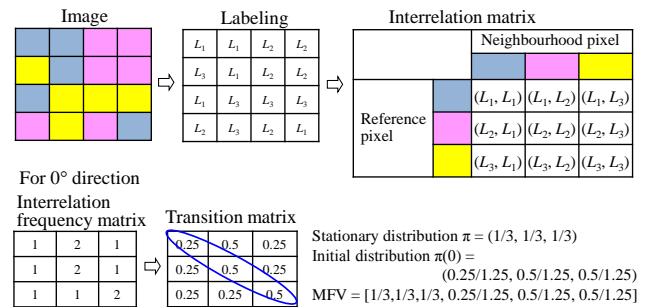 Image
Labeling
Interrelation matrix
L₁ L₁ L₂ L₂
L₃ L₁ L₂ L₂
L₁ L₃ L₃ L₃
L₂ L₃ L₂ L₁
Neighbourhood pixel
Reference pixel
(L₁, L₁) (L₁, L₂) (L₁, L₃)
(L₂, L₁) (L₂, L₂) (L₂, L₃)
(L₃, L₁) (L₃, L₂) (L₃, L₃)
For 0° direction
Interrelation
frequency matrix
Transition matrix
1 2 1
1 2 1
1 1 2
0.25 0.5 0.25
0.25 0.5 0.25
0.25 0.25 0.5
Stationary distribution π = (1/3, 1/3, 1/3)
Initial distribution π(0) =
(0.25/1.25, 0.5/1.25, 0.5/1.25)
MFV = [1/3,1/3,1/3, 0.25/1.25, 0.5/1.25, 0.5/1.25]